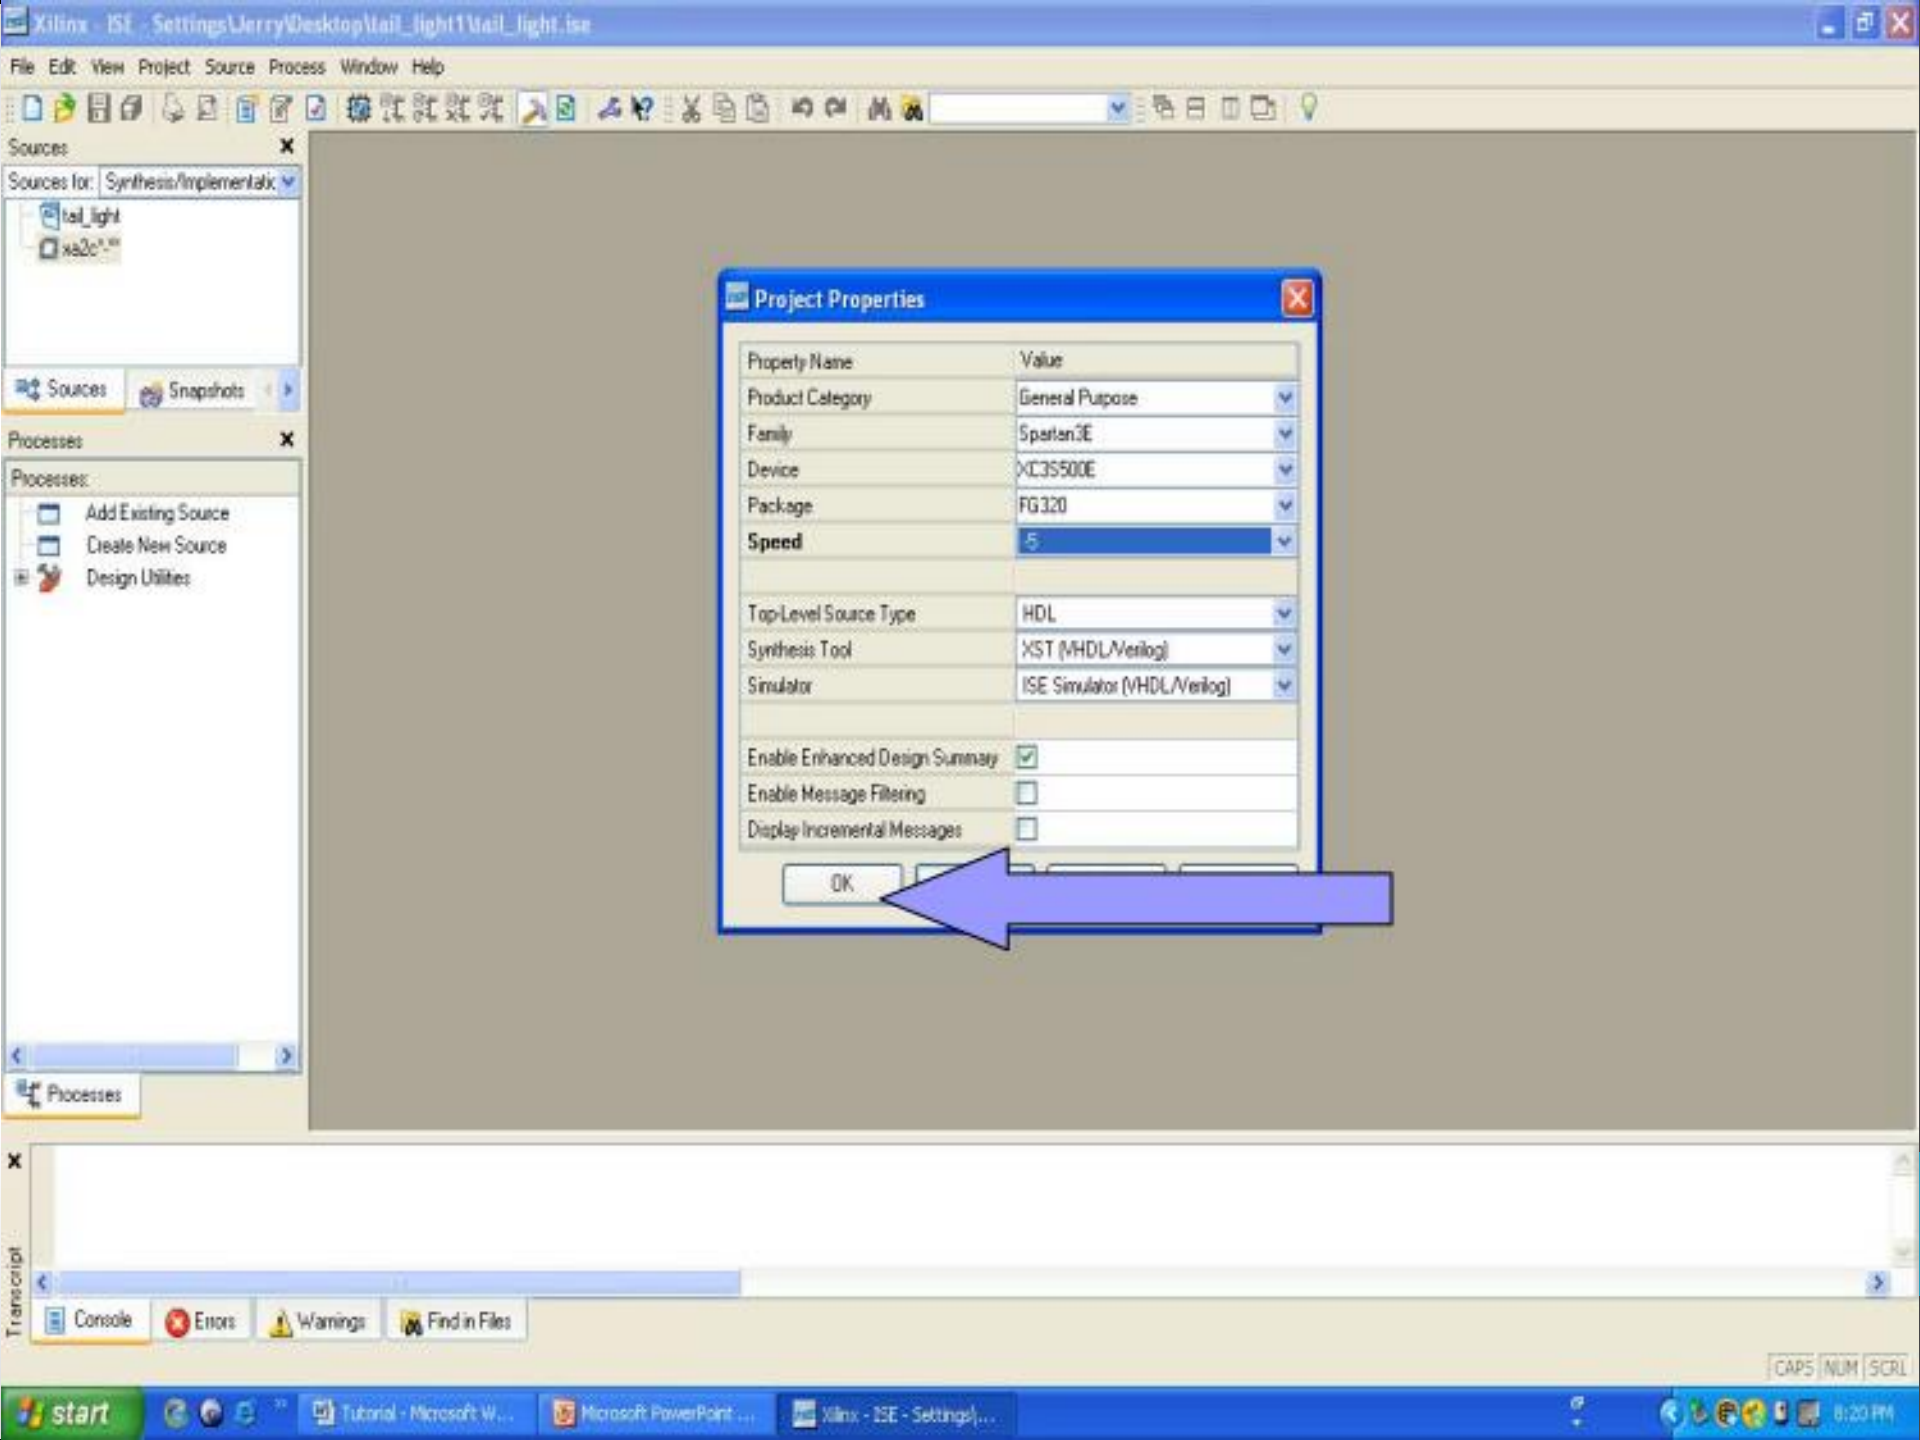 Xilinx - ISE - Settings\Jerry\Desktop\tail_light1\tail_light.ise
File Edit View Project Source Process Window Help
Sources
Sources for: Synthesis/Implementatic
tail_light
xa2c*-**
Sources Snapshots
Processes
Processes:
Add Existing Source
Create New Source
Design Utilities
Processes
Project Properties
Property Name Value
Product Category General Purpose
Family Spartan3E
Device XC3S500E
Package FG320
Speed -5
Top-Level Source Type HDL
Synthesis Tool XST (VHDL/Verilog)
Simulator ISE Simulator (VHDL/Verilog)
Enable Enhanced Design Summary
Enable Message Filtering
Display Incremental Messages
OK
Transcript
Console Errors Warnings Find in Files
CAPS NUM SCRL
start
Tutorial - Microsoft W...
Microsoft PowerPoint ...
Xilinx - ISE - Settings\...
8:20 PM